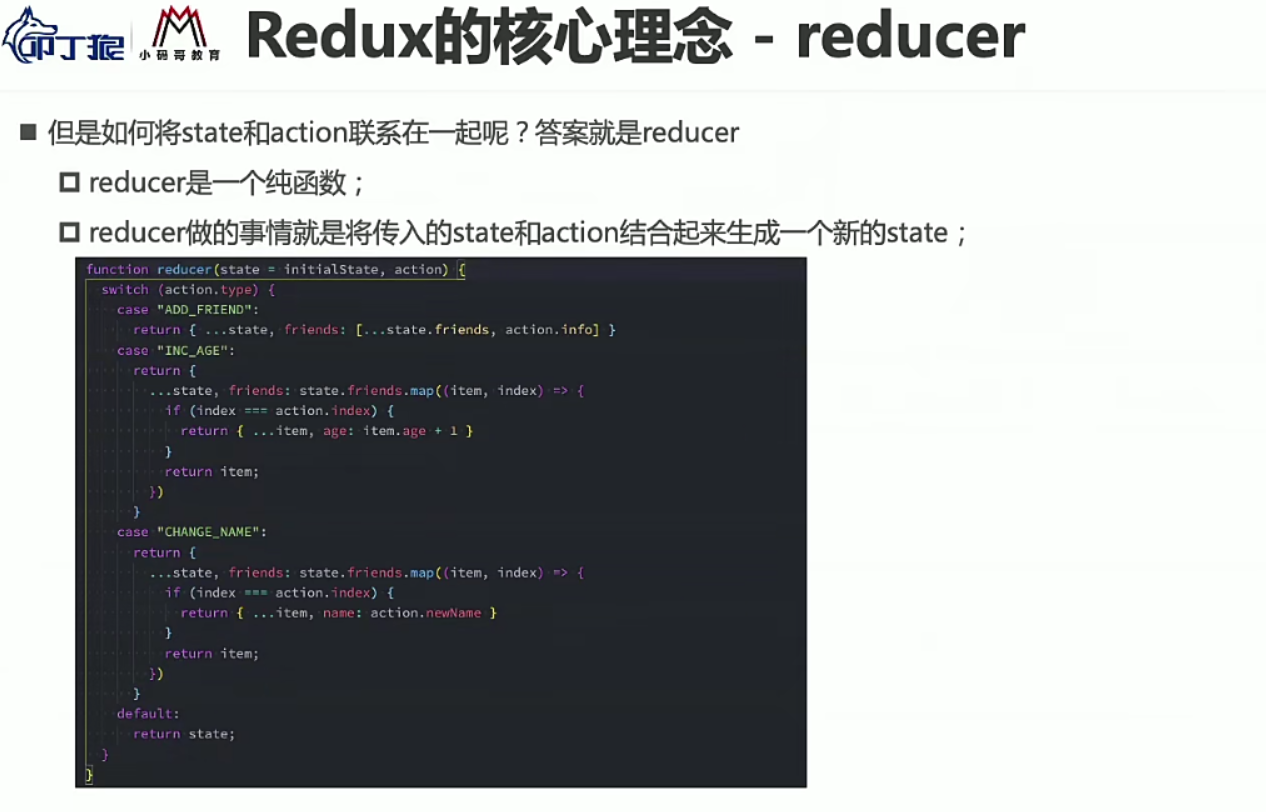 叩丁狼
小码哥教育
Redux的核心理念 - reducer
但是如何将state和action联系在一起呢？答案就是reducer
reducer是一个纯函数；
reducer做的事情就是将传入的state和action结合起来生成一个新的state；
function reducer(state = initialState, action) {
  switch (action.type) {
    case "ADD_FRIEND":
      return { ...state, friends: [...state.friends, action.info] }
    case "INC_AGE":
      return {
        ...state, friends: state.friends.map((item, index) => {
          if (index === action.index) {
            return { ...item, age: item.age + 1 }
          }
          return item;
        })
      }
    case "CHANGE_NAME":
      return {
        ...state, friends: state.friends.map((item, index) => {
          if (index === action.index) {
            return { ...item, name: action.newName }
          }
          return item;
        })
      }
    default:
      return state;
  }
}